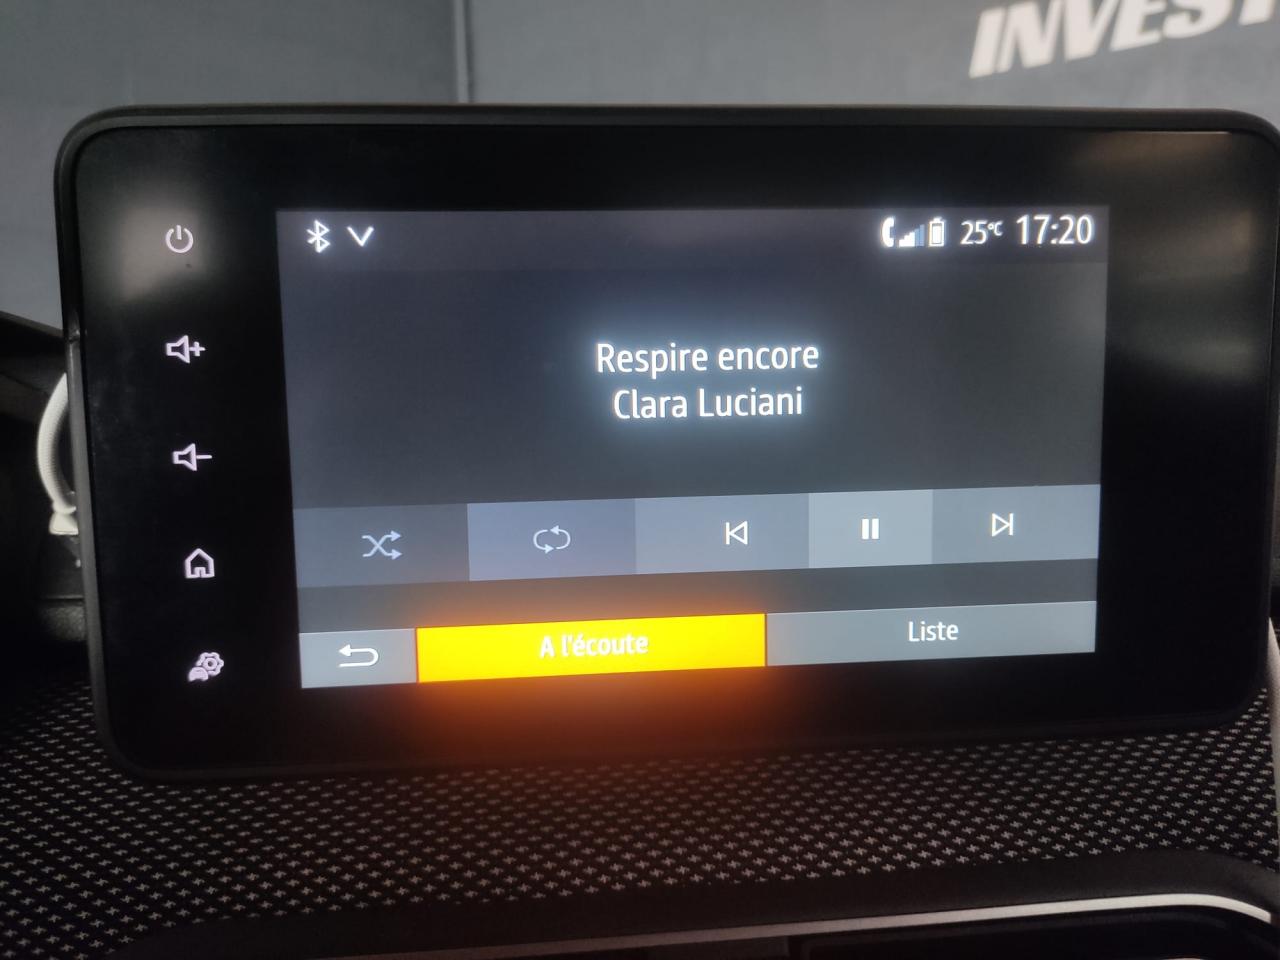 INVEST
25°C 17:20
Respire encore
Clara Luciani
A l'écoute
Liste